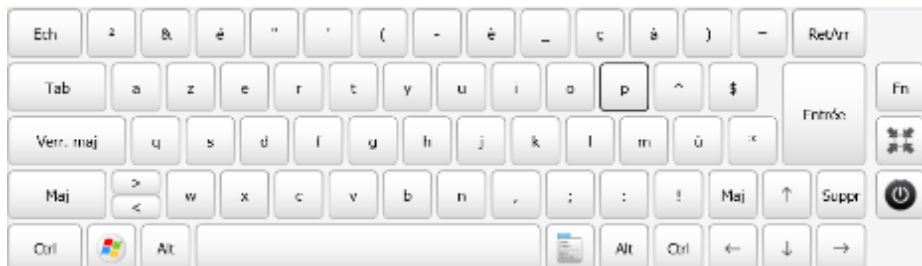 Ech ² & é " ' ( - è _ ç à ) = Ret.Arr
Tab a z e r t y u i o p ^ $ Entrée Fn
Verr. maj q s d f g h j k l m ù *
Maj > < w x c v b n , ; : ! Maj ↑ Suppr
Ctrl Alt Alt Ctrl ← ↓ →